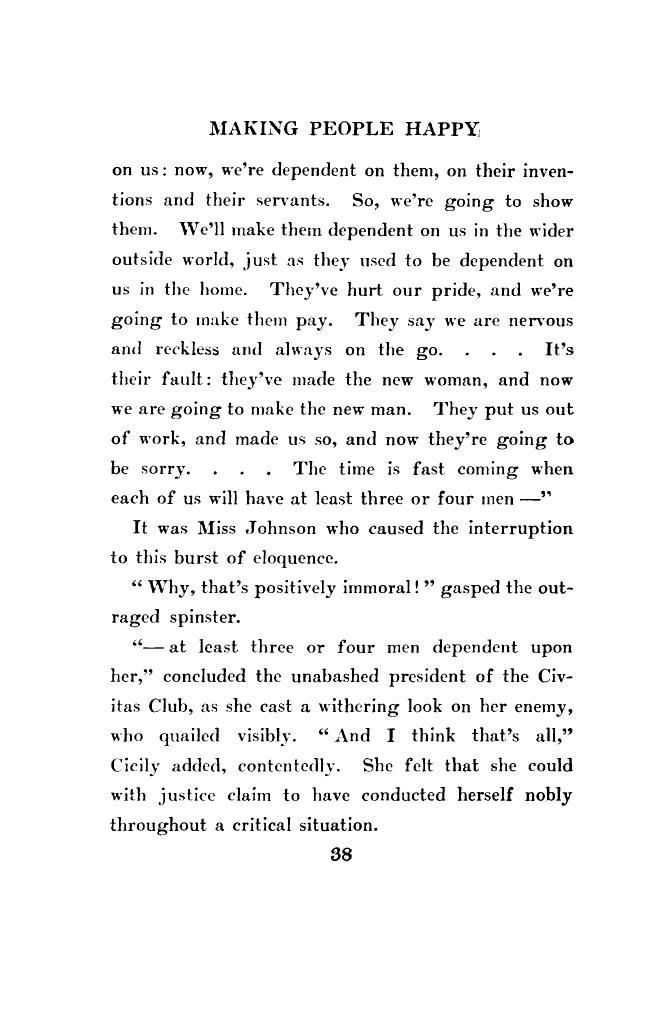 MAKING PEOPLE HAPPY
on us: now, we're dependent on them, on their inven-
tions and their servants. So, we're going to show
them. We'll make them dependent on us in the wider
outside world, just as they used to be dependent on
us in the home. They've hurt our pride, and we're
going to make them pay. They say we are nervous
and reckless and always on the go. . . . It's
their fault: they've made the new woman, and now
we are going to make the new man. They put us out
of work, and made us so, and now they're going to
be sorry. . . . The time is fast coming when
each of us will have at least three or four men —"
It was Miss Johnson who caused the interruption
to this burst of eloquence.
"Why, that's positively immoral!" gasped the out-
raged spinster.
"— at least three or four men dependent upon
her," concluded the unabashed president of the Civ-
itas Club, as she cast a withering look on her enemy,
who quailed visibly. "And I think that's all,"
Cicily added, contentedly. She felt that she could
with justice claim to have conducted herself nobly
throughout a critical situation.
38